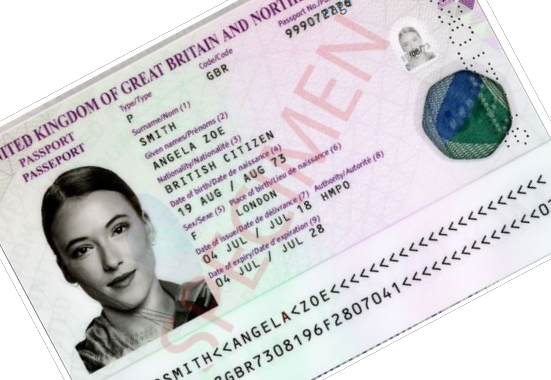 UNITED KINGDOM OF GREAT BRITAIN AND NORTH
PASSPORT
PASSEPORT
Type/Type
P
Code/Code
GBR
Passport No./
Surname/Nom (1)
SMITH
Given names/Prénoms (2)
ANGELA ZOE
Nationality/Nationalité (3)
BRITISH CITIZEN
Date of birth/Date de naissance (4)
19 AUG / AUG 73
Sex/Sexe (5) Place of birth/Lieu de naissance (6)
F LONDON
Date of issue/Date de délivrance (7) Authority/Autorité (8)
04 JUL / JUL 18 HMPO
Date of expiry/Date d'expiration (9)
04 JUL / JUL 28
SPECIMEN
SMITH<<ANGELA<ZOE<<<<<<<<<<<<<<<<<<<<<<
GBR7308196F2807041<<<<<<<<<<<<<<